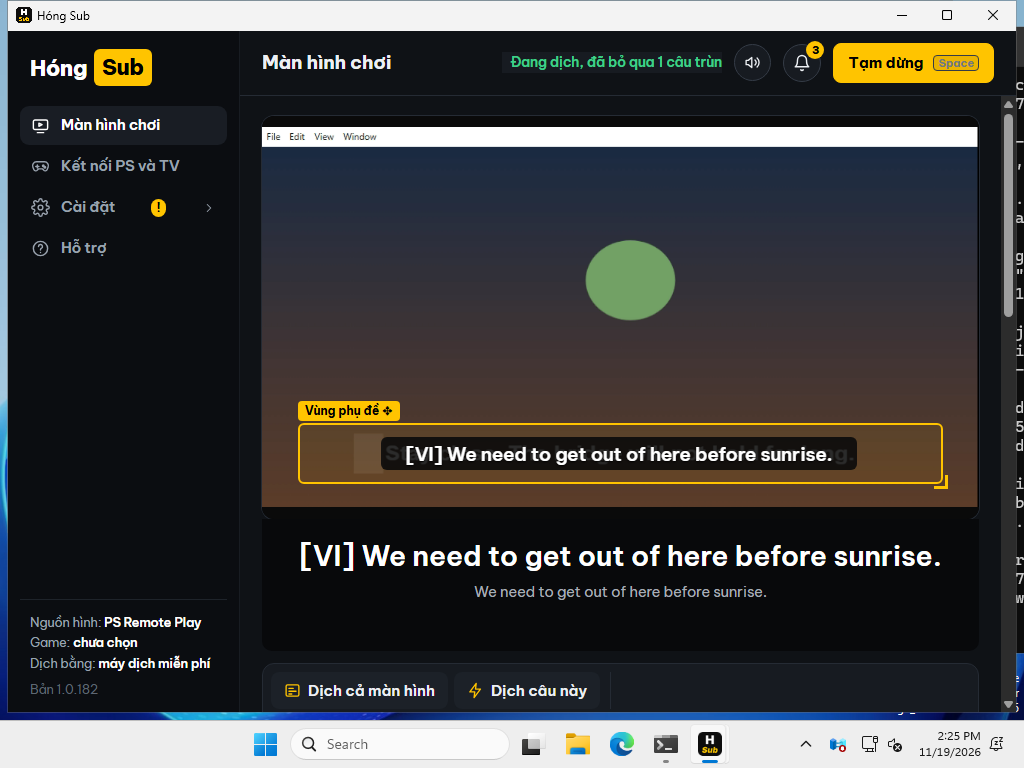 Hóng Sub
Hóng Sub
Màn hình chơi
Kết nối PS và TV
Cài đặt
!
Hỗ trợ
Nguồn hình: PS Remote Play
Game: chưa chọn
Dịch bằng: máy dịch miễn phí
Bản 1.0.182
Màn hình chơi
Đang dịch, đã bỏ qua 1 câu trùn
3
Tạm dừng Space
File Edit View Window
Vùng phụ đề
[VI] We need to get out of here before sunrise.
[VI] We need to get out of here before sunrise.
We need to get out of here before sunrise.
Dịch cả màn hình
Dịch câu này
Search
H
Sub
2:25 PM
11/19/2026